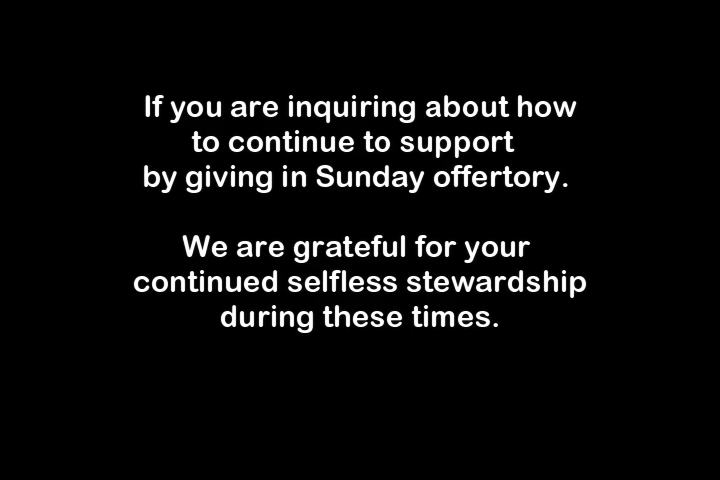 If you are inquiring about how
to continue to support
by giving in Sunday offertory.
We are grateful for your
continued selfless stewardship
during these times.